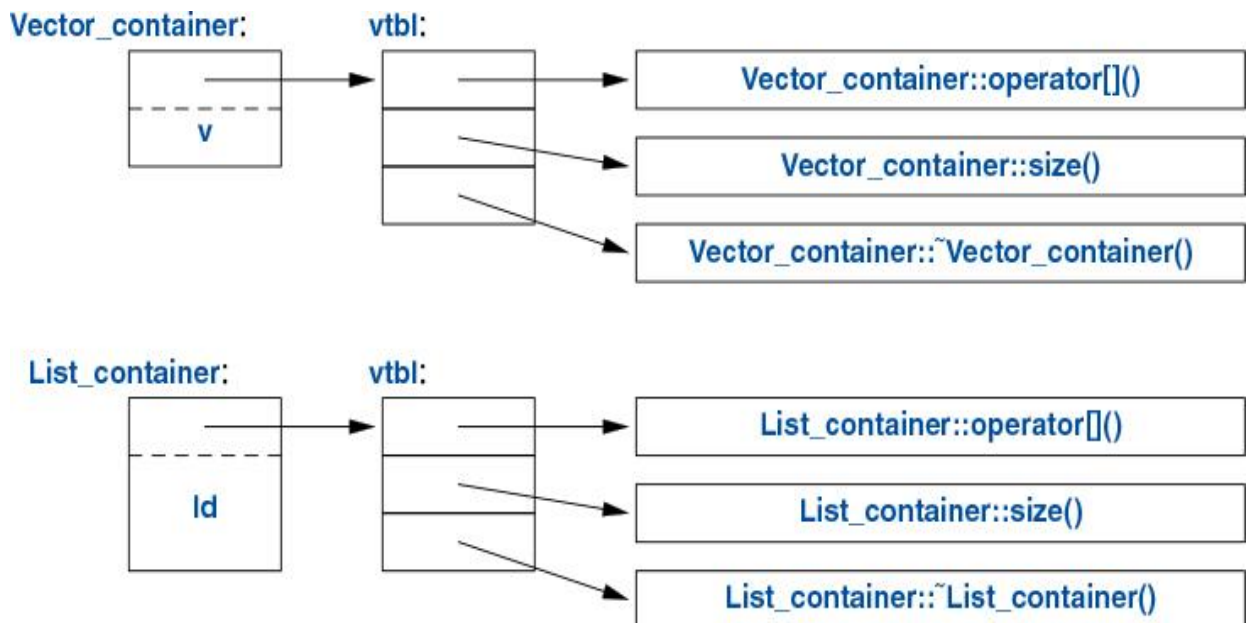 Vector_container: vtbl:
Vector_container::operator[]()
v
Vector_container::size()
Vector_container::~Vector_container()
List_container: vtbl:
List_container::operator[]()
ld
List_container::size()
List_container::~List_container()